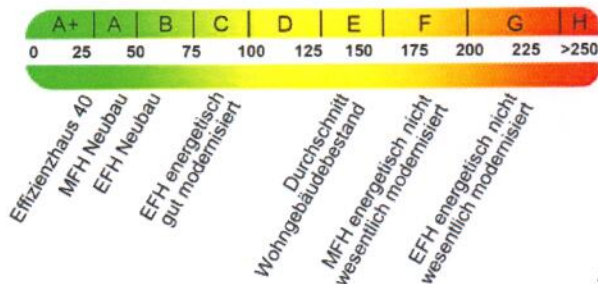 A+ A B C D E F G H
0 25 50 75 100 125 150 175 200 225 >250
Effizienzhaus 40
MFH Neubau
EFH Neubau
EFH energetisch
gut modernisiert
Durchschnitt
Wohngebäudebestand
MFH energetisch nicht
wesentlich modernisiert
EFH energetisch nicht
wesentlich modernisiert